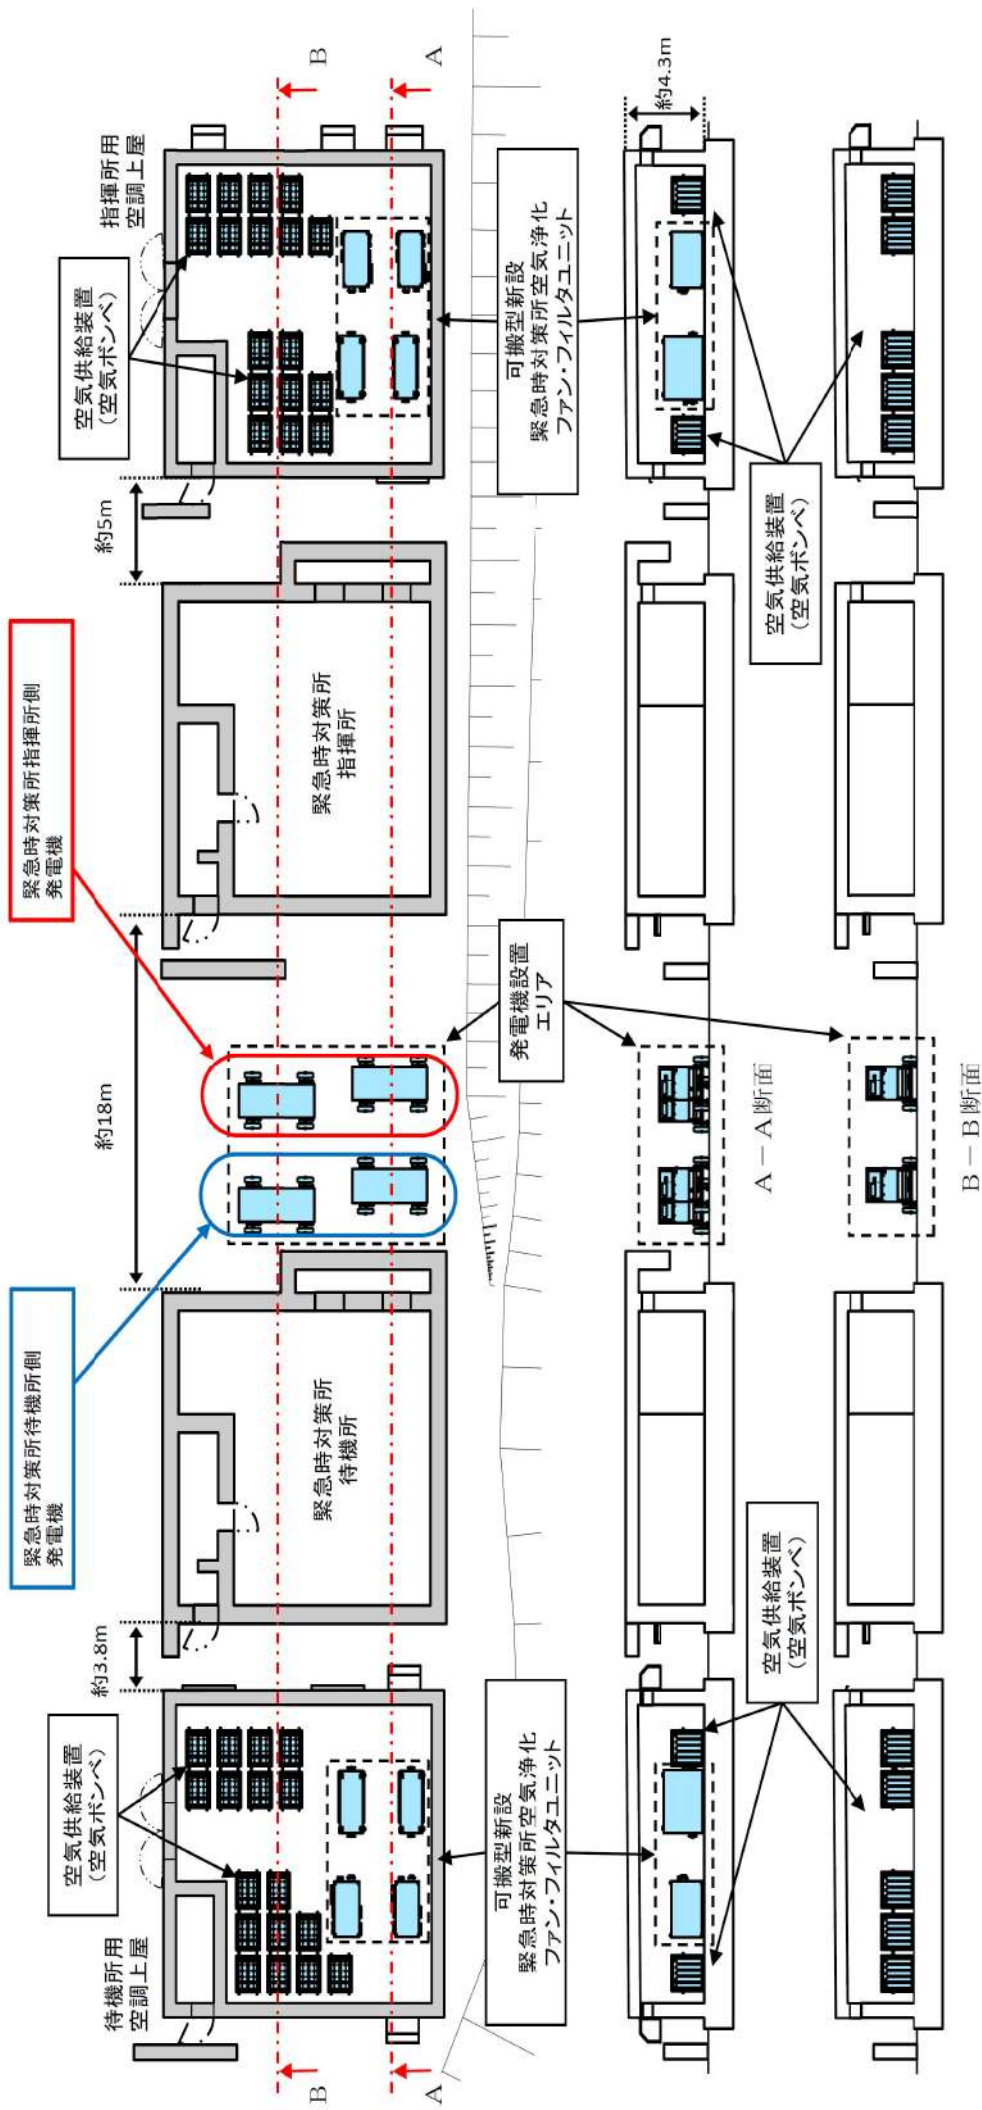 緊急時対策所待機所側
発電機
緊急時対策所指揮所側
発電機
待機所用
空調上屋
空気供給装置
(空気ボンベ)
約3.8m
約18m
約5m
空気供給装置
(空気ボンベ)
指揮所用
空調上屋
緊急時対策所
待機所
緊急時対策所
指揮所
B
B
A
A
可搬型新設
緊急時対策所空気浄化
ファン・フィルタユニット
発電機設置
エリア
可搬型新設
緊急時対策所空気浄化
ファン・フィルタユニット
約4.3m
A-A断面
空気供給装置
(空気ボンベ)
空気供給装置
(空気ボンベ)
B-B断面